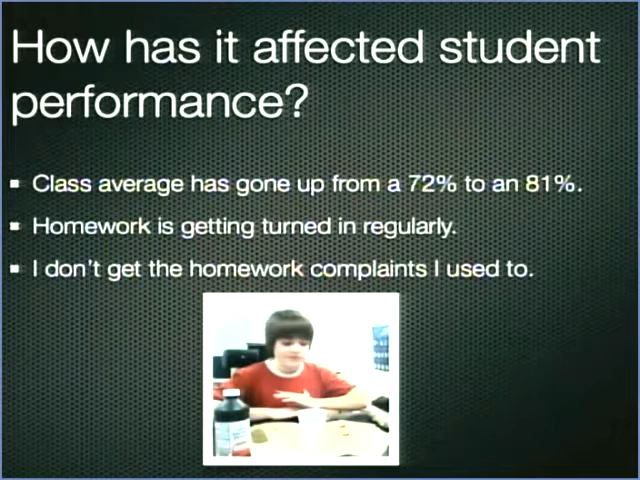 How has it affected student
performance?
Class average has gone up from a 72% to an 81%.
Homework is getting turned in regularly.
I don't get the homework complaints I used to.